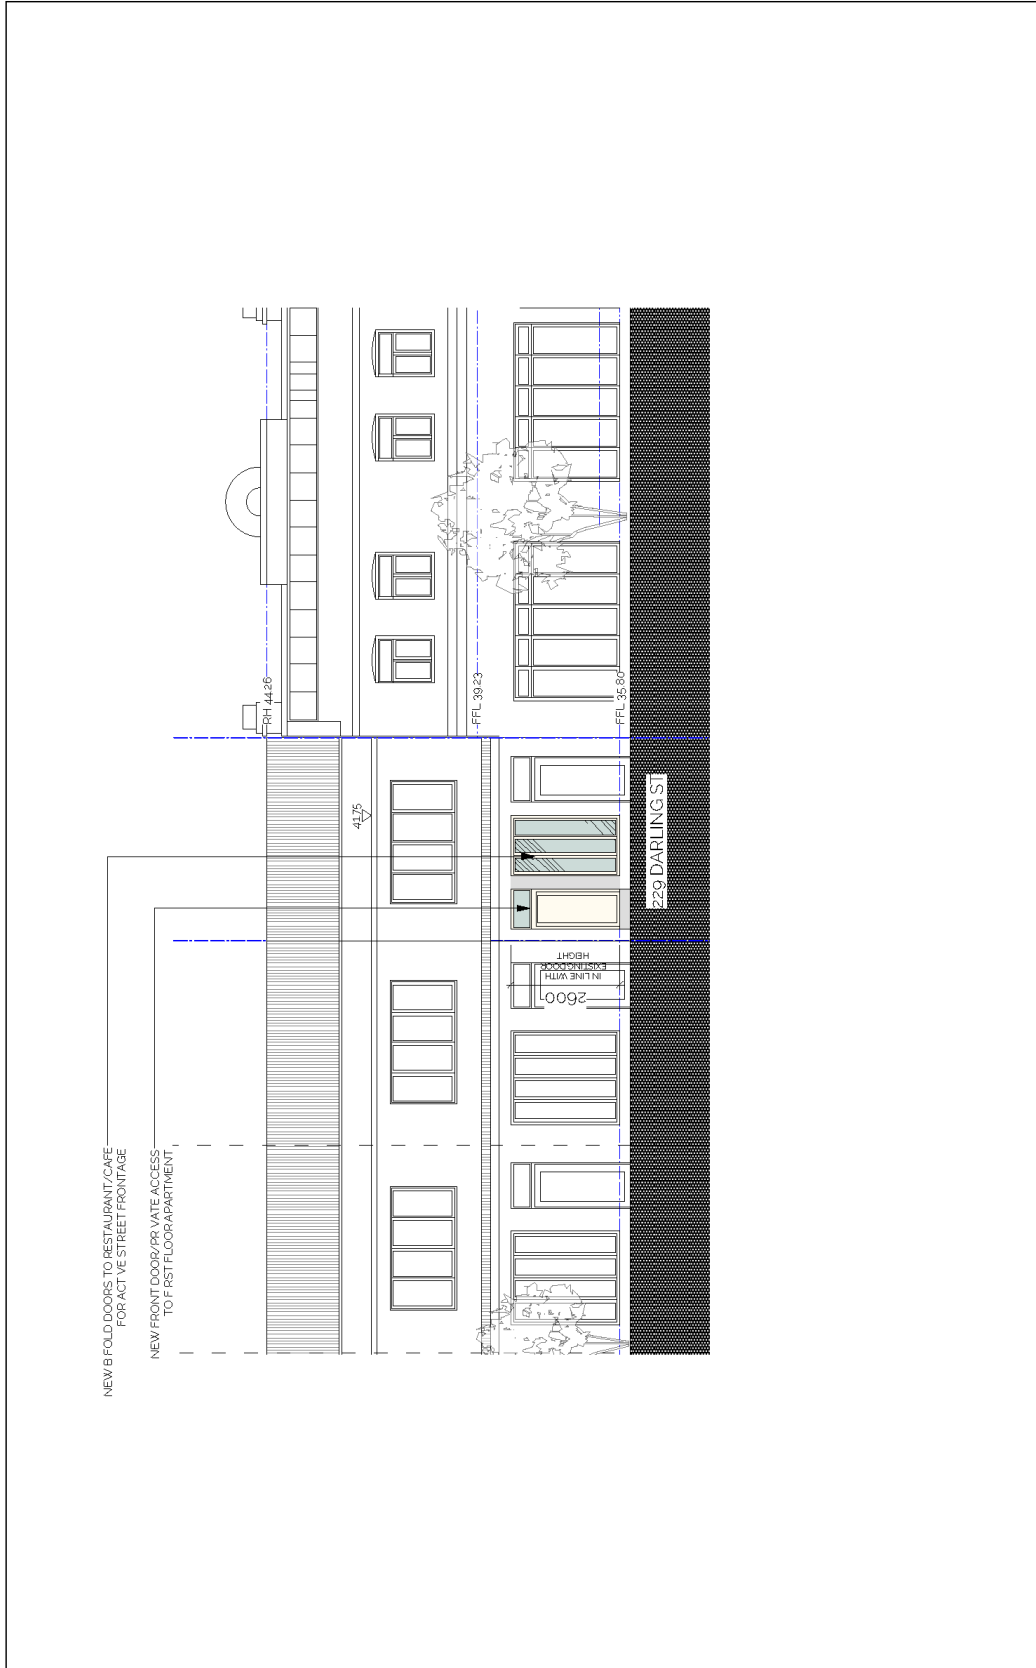 NEW B FOLD DOORS TO RESTAURANT/CAFE
FOR ACT VE STREET FRONTAGE
NEW FRONT DOOR/PR VATE ACCESS
TO F RST FLOOR APARTMENT
RH 44.26
41.75
FFL 39.23
FFL 35.80
2600
IN LINE WITH
EXISTING DOOR
HEIGHT
229 DARLING ST